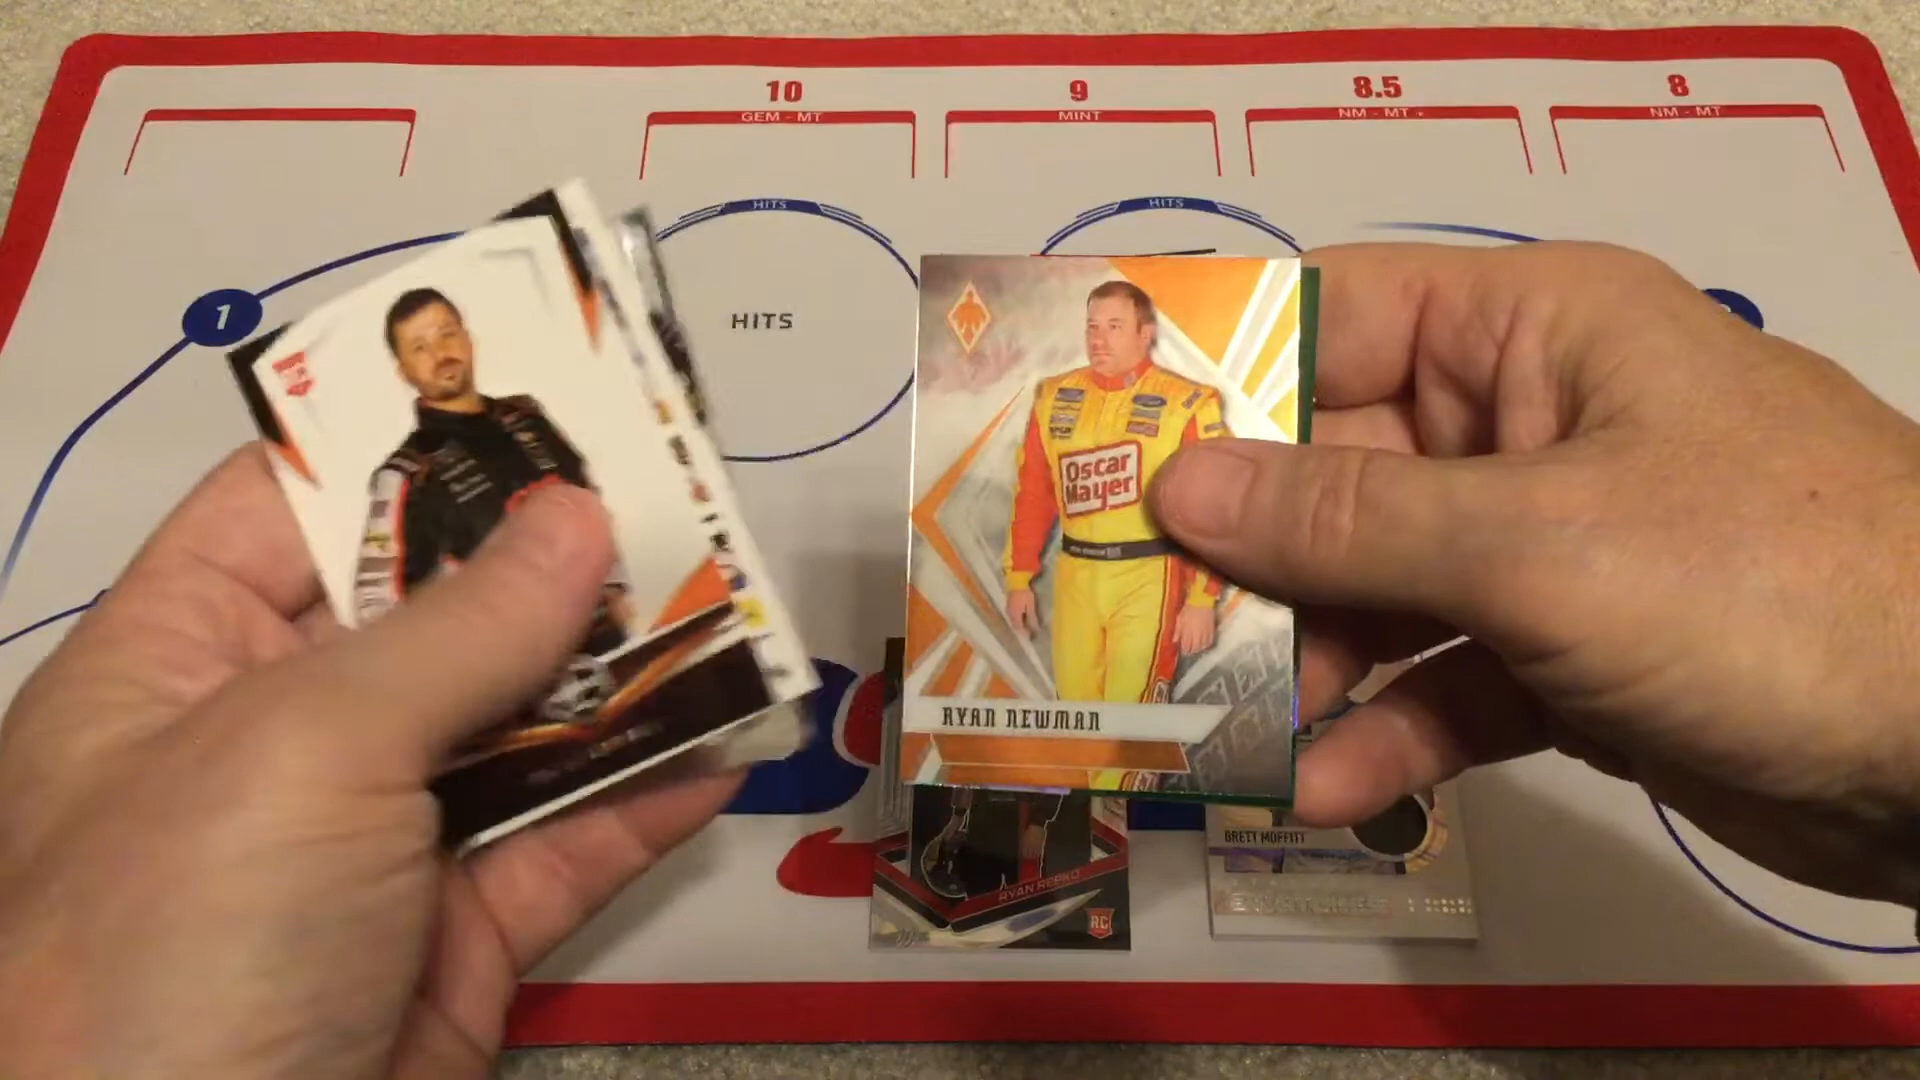 10
GEM - MT
9
MINT
8.5
NM - MT +
8
NM - MT
HITS
HITS
1
HITS
Oscar
Mayer
RYAN NEWMAN
BRETT MOFFITT
RYAN REPKO
RC